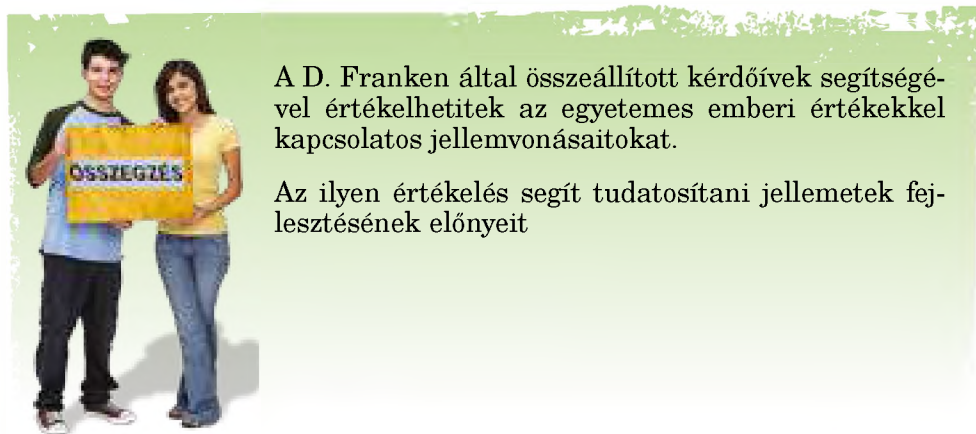 A D. Franken által összeállított kérdőívek segítségé-
vel értékelhetitek az egyetemes emberi értékekkel
kapcsolatos jellemvonásaitokat.
ÖSSZEGZÉS
Az ilyen értékelés segít tudatosítani jellemetek fej-
lesztésének előnyeit